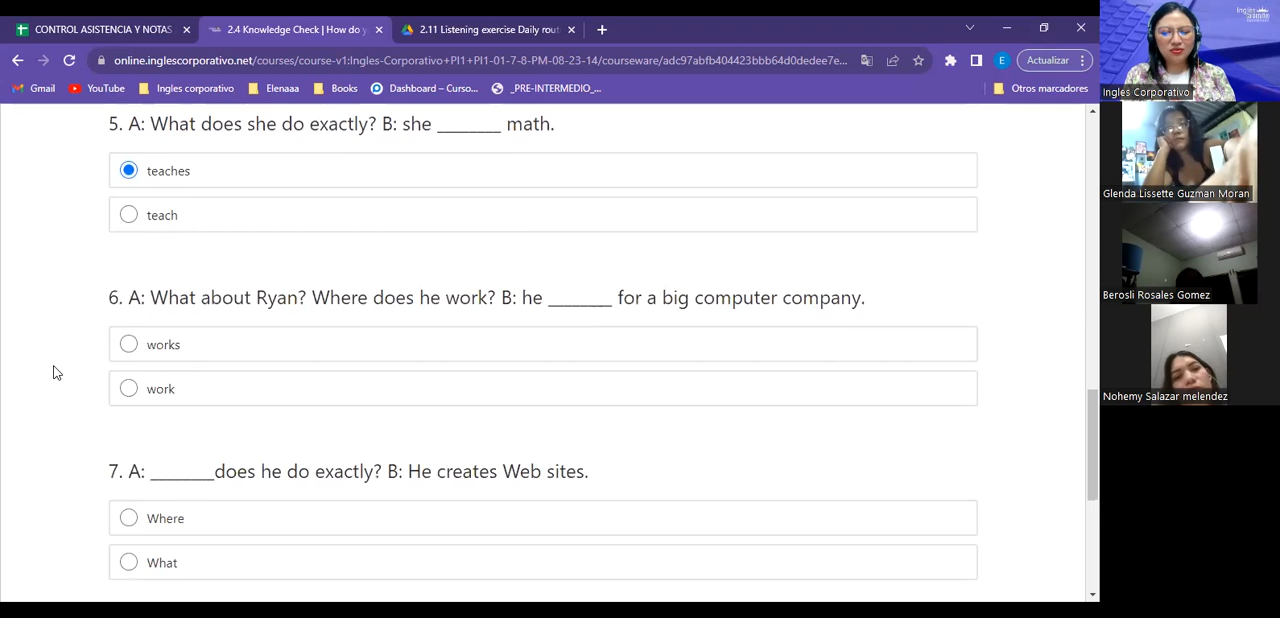 CONTROL ASISTENCIA Y NOTAS
2.4 Knowledge Check | How do y
2.11 Listening exercise Daily rout
online.inglescorporativo.net/courses/course-v1:Ingles-Corporativo+PI1+PI1-01-7-8-PM-08-23-14/courseware/adc97abfb404423bbb64d0dedee7e...
E
Actualizar
Gmail
YouTube
Ingles corporativo
Elenaaa
Books
Dashboard – Curso...
_PRE-INTERMEDIO_...
Otros marcadores
5. A: What does she do exactly? B: she ________ math.
teaches
teach
6. A: What about Ryan? Where does he work? B: he ________ for a big computer company.
works
work
7. A: ________does he do exactly? B: He creates Web sites.
Where
What
Ingles Corporativo
Glenda Lissette Guzman Moran
Berosli Rosales Gomez
Nohemy Salazar melendez